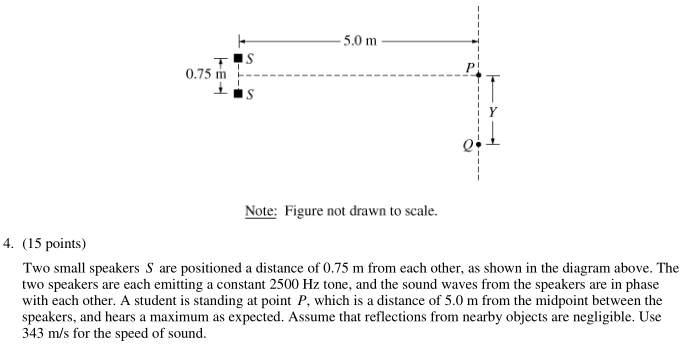 5.0 m
S
0.75 m
P
S
Y
Q
Note: Figure not drawn to scale.
4. (15 points)
Two small speakers S are positioned a distance of 0.75 m from each other, as shown in the diagram above. The
two speakers are each emitting a constant 2500 Hz tone, and the sound waves from the speakers are in phase
with each other. A student is standing at point P, which is a distance of 5.0 m from the midpoint between the
speakers, and hears a maximum as expected. Assume that reflections from nearby objects are negligible. Use
343 m/s for the speed of sound.